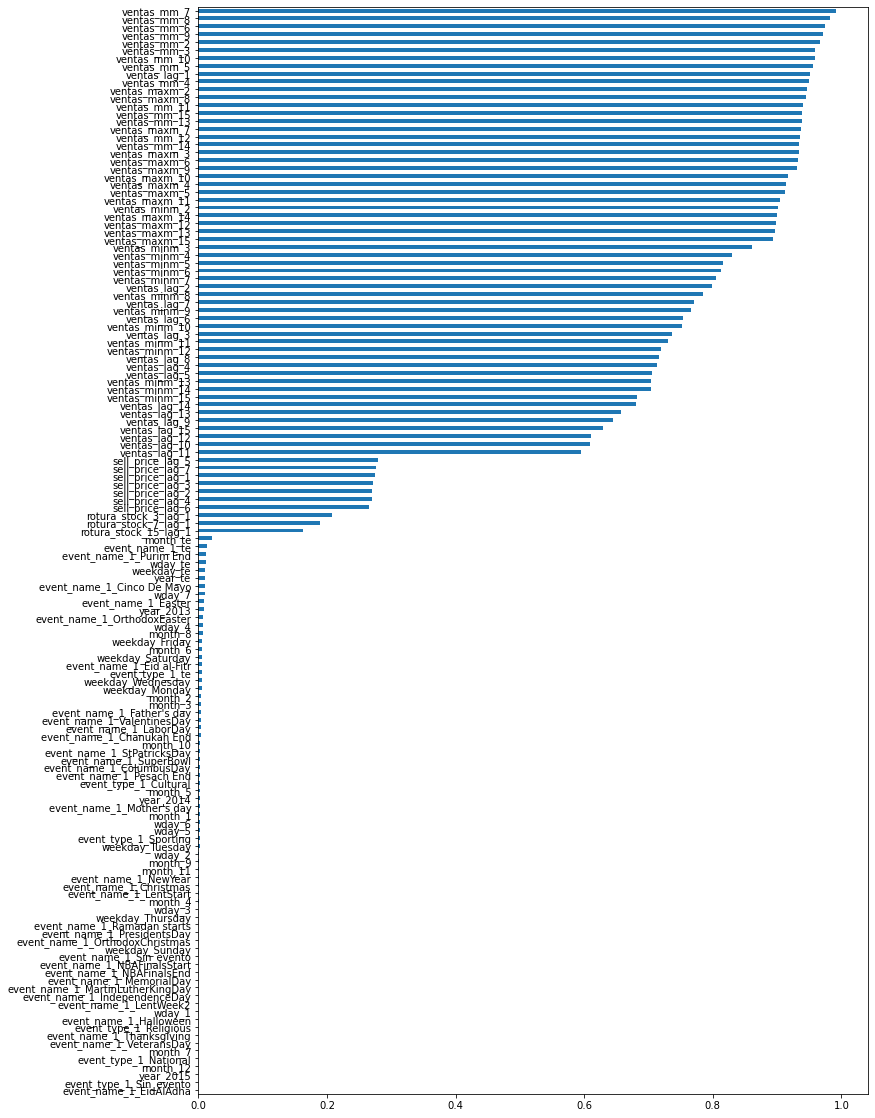 ventas_mm_7
ventas_mm_8
ventas_mm_6
ventas_mm_9
ventas_mm_2
ventas_mm_3
ventas_mm_10
ventas_mm_5
ventas_lag_1
ventas_mm_4
ventas_maxm_2
ventas_maxm_8
ventas_mm_11
ventas_mm_15
ventas_mm_13
ventas_maxm_7
ventas_mm_12
ventas_mm_14
ventas_maxm_3
ventas_maxm_6
ventas_maxm_9
ventas_maxm_10
ventas_maxm_4
ventas_maxm_5
ventas_maxm_11
ventas_minm_2
ventas_maxm_14
ventas_maxm_12
ventas_maxm_13
ventas_maxm_15
ventas_minm_3
ventas_minm_4
ventas_minm_5
ventas_minm_6
ventas_minm_7
ventas_lag_2
ventas_minm_8
ventas_lag_7
ventas_minm_9
ventas_lag_6
ventas_minm_10
ventas_lag_3
ventas_minm_11
ventas_minm_12
ventas_lag_8
ventas_lag_4
ventas_lag_5
ventas_minm_13
ventas_minm_14
ventas_minm_15
ventas_lag_14
ventas_lag_13
ventas_lag_9
ventas_lag_15
ventas_lag_12
ventas_lag_10
ventas_lag_11
sell_price_lag_5
sell_price_lag_7
sell_price_lag_1
sell_price_lag_3
sell_price_lag_2
sell_price_lag_4
sell_price_lag_6
rotura_stock_3_lag_1
rotura_stock_7_lag_1
rotura_stock_15_lag_1
month_te
event_name_1_te
event_name_1_Purim End
wday_te
weekday_te
year_te
event_name_1_Cinco De Mayo
wday_7
event_name_1_Easter
year_2013
event_name_1_OrthodoxEaster
wday_4
month_8
weekday_Friday
month_6
weekday_Saturday
event_name_1_Eid al-Fitr
event_type_1_te
weekday_Wednesday
weekday_Monday
month_2
month_3
event_name_1_Father's day
event_name_1_ValentinesDay
event_name_1_LaborDay
event_name_1_Chanukah End
month_10
event_name_1_StPatricksDay
event_name_1_SuperBowl
event_name_1_ColumbusDay
event_name_1_Pesach End
event_type_1_Cultural
month_5
year_2014
event_name_1_Mother's day
month_1
wday_6
wday_5
event_type_1_Sporting
weekday_Tuesday
wday_2
month_9
month_11
event_name_1_NewYear
event_name_1_Christmas
event_name_1_LentStart
month_4
wday_3
weekday_Thursday
event_name_1_Ramadan starts
event_name_1_PresidentsDay
event_name_1_OrthodoxChristmas
weekday_Sunday
event_name_1_Sin_evento
event_name_1_NBAFinalsStart
event_name_1_NBAFinalsEnd
event_name_1_MemorialDay
event_name_1_MartinLutherKingDay
event_name_1_IndependenceDay
event_name_1_LentWeek2
wday_1
event_name_1_Halloween
event_type_1_Religious
event_name_1_Thanksgiving
event_name_1_VeteransDay
month_7
event_type_1_National
month_12
year_2015
event_type_1_Sin_evento
event_name_1_EidAlAdha
0.0 0.2 0.4 0.6 0.8 1.0